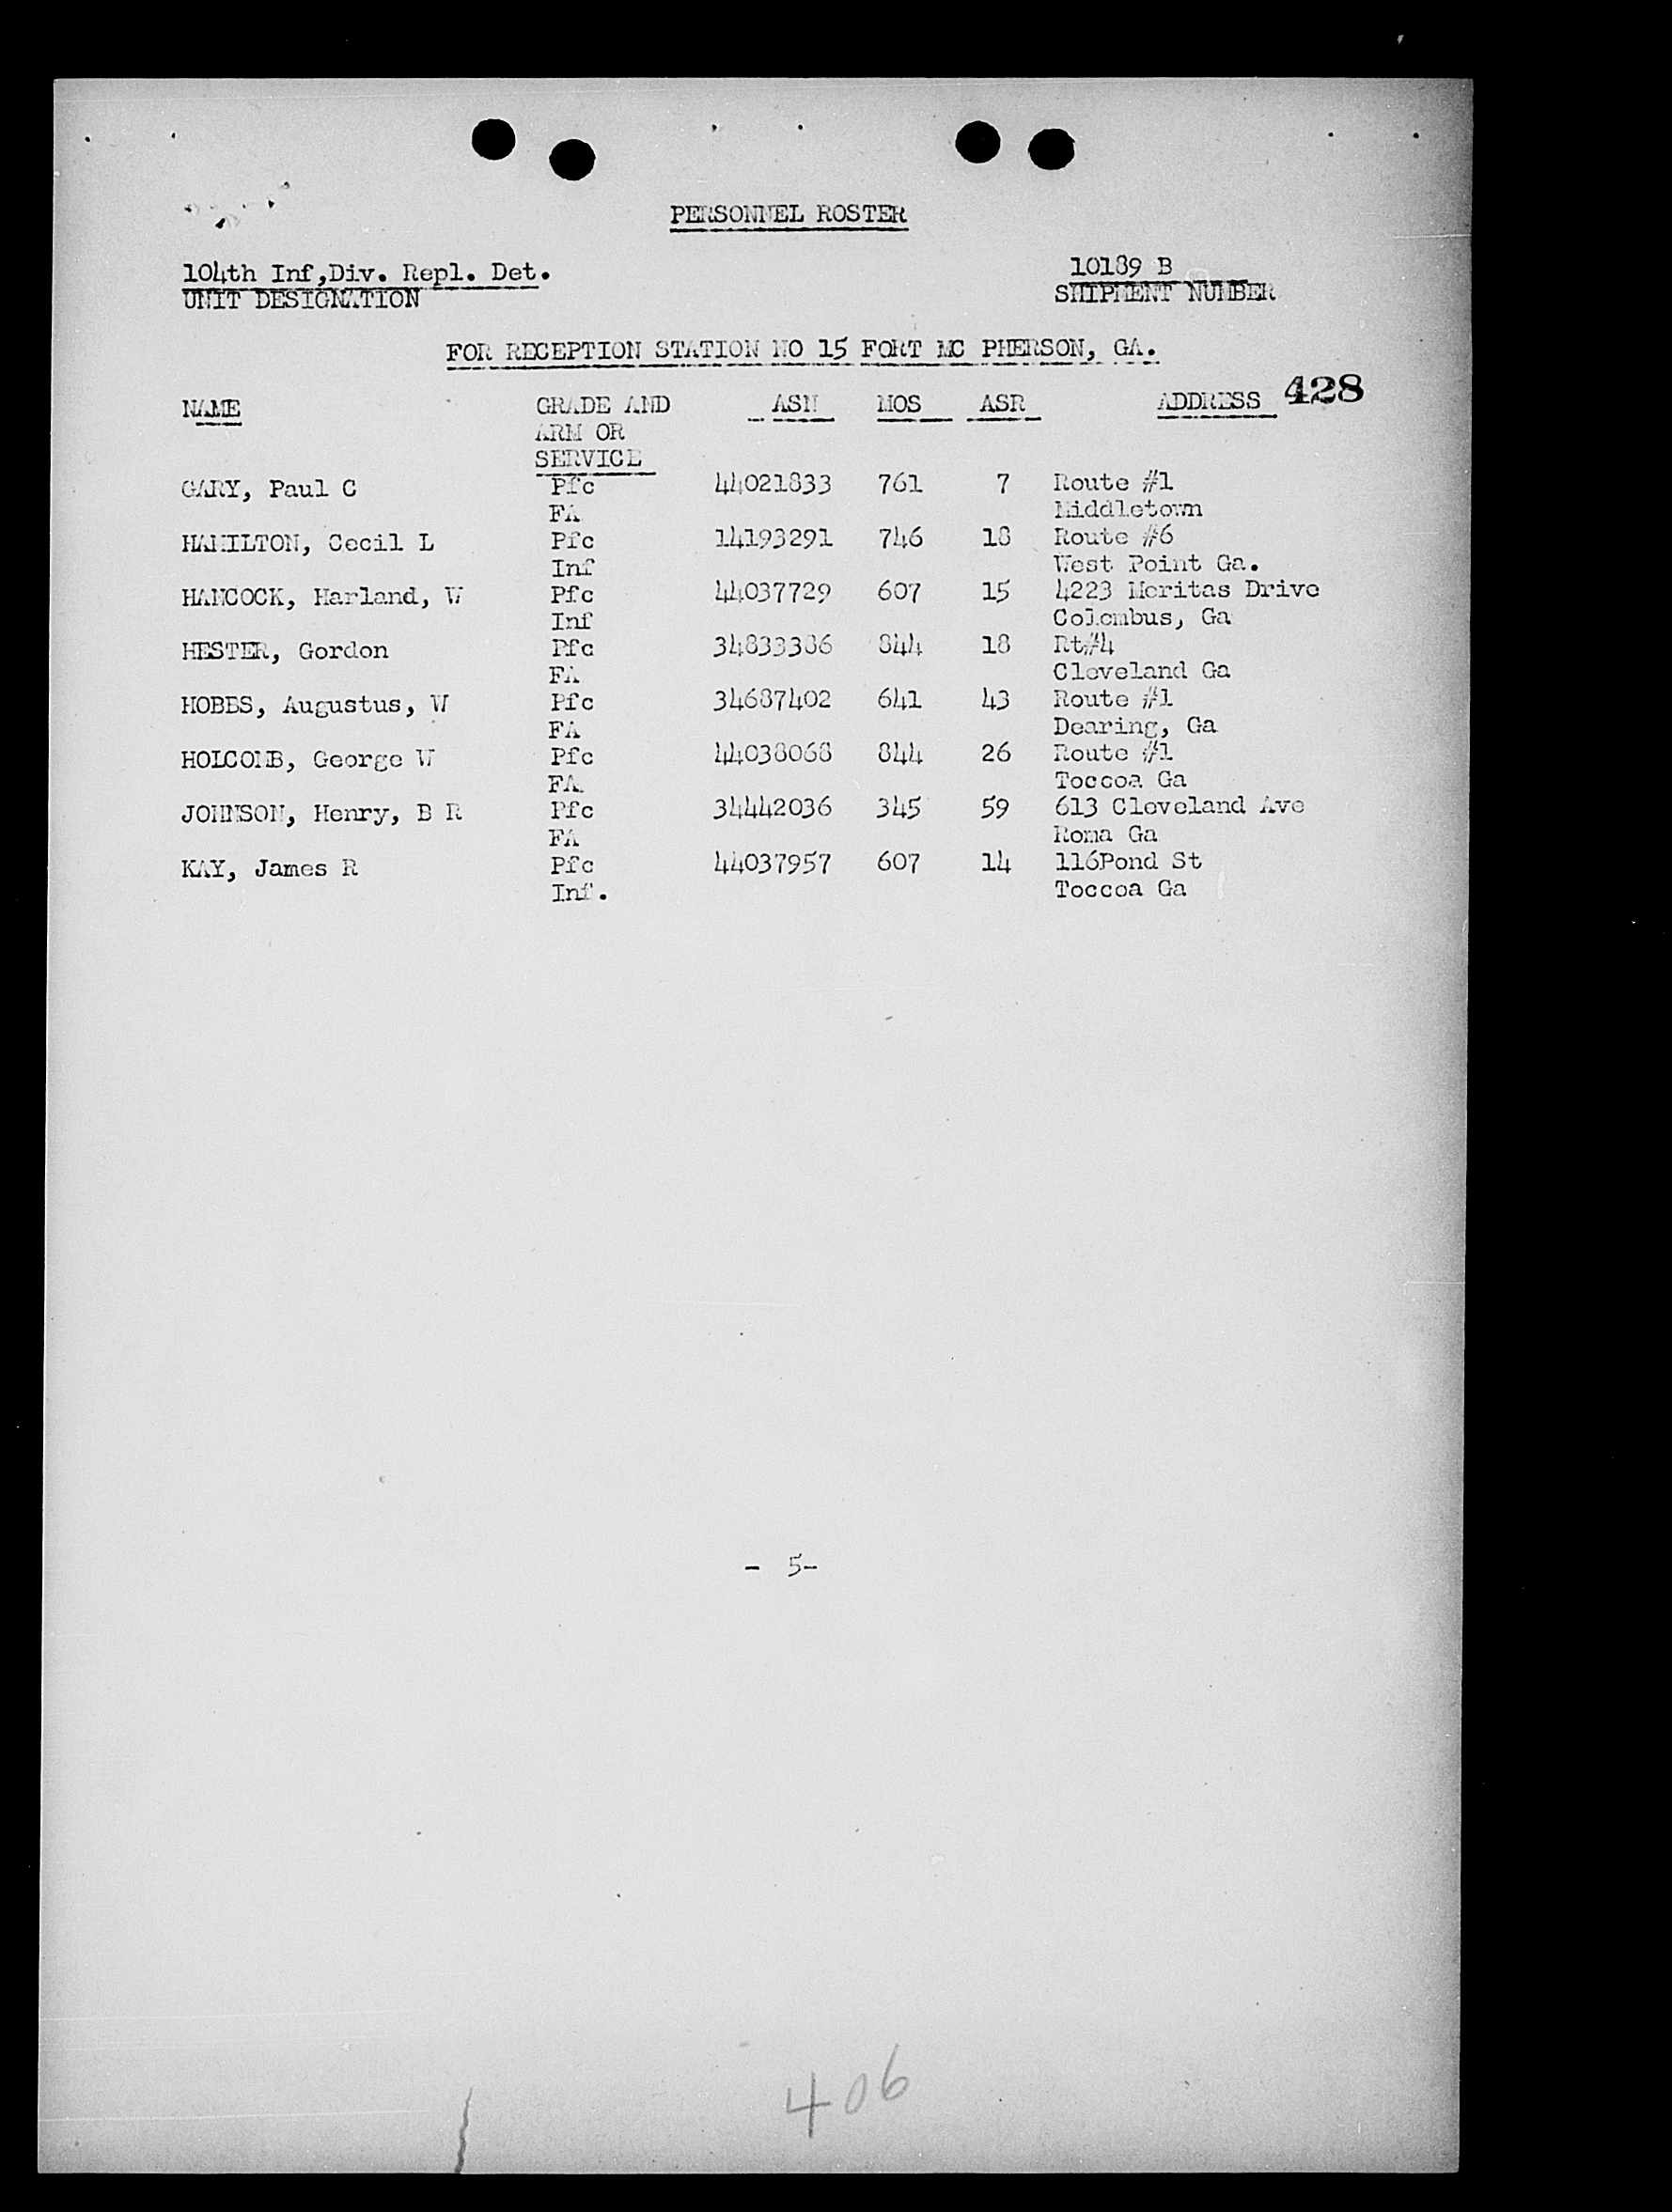 PERSONNEL ROSTER
104th Inf,Div. Repl. Det. 10189 B
UNIT DESIGNATION SHIPMENT NUMBER
FOR RECEPTION STATION NO 15 FORT MC PHERSON, GA.
428
NAME GRADE AND ASN MOS ASR ADDRESS
ARM OR
SERVICE
GARY, Paul C Pfc 44021833 761 7 Route #1
FA Middletown
HAMILTON, Cecil L Pfc 14193291 746 18 Route #6
Inf West Point Ga.
HANCOCK, Harland, W Pfc 44037729 607 15 4223 Meritas Drive
Inf Colombus, Ga
HESTER, Gordon Pfc 34833386 844 18 Rt#4
FA Cleveland Ga
HOBBS, Augustus, W Pfc 34687402 641 43 Route #1
FA Dearing, Ga
HOLCOMB, George W Pfc 44038068 844 26 Route #1
FA Toccoa Ga
JOHNSON, Henry, B R Pfc 34442036 345 59 613 Cleveland Ave
FA Roma Ga
KAY, James R Pfc 44037957 607 14 116Pond St
Inf. Toccoa Ga
- 5-
406